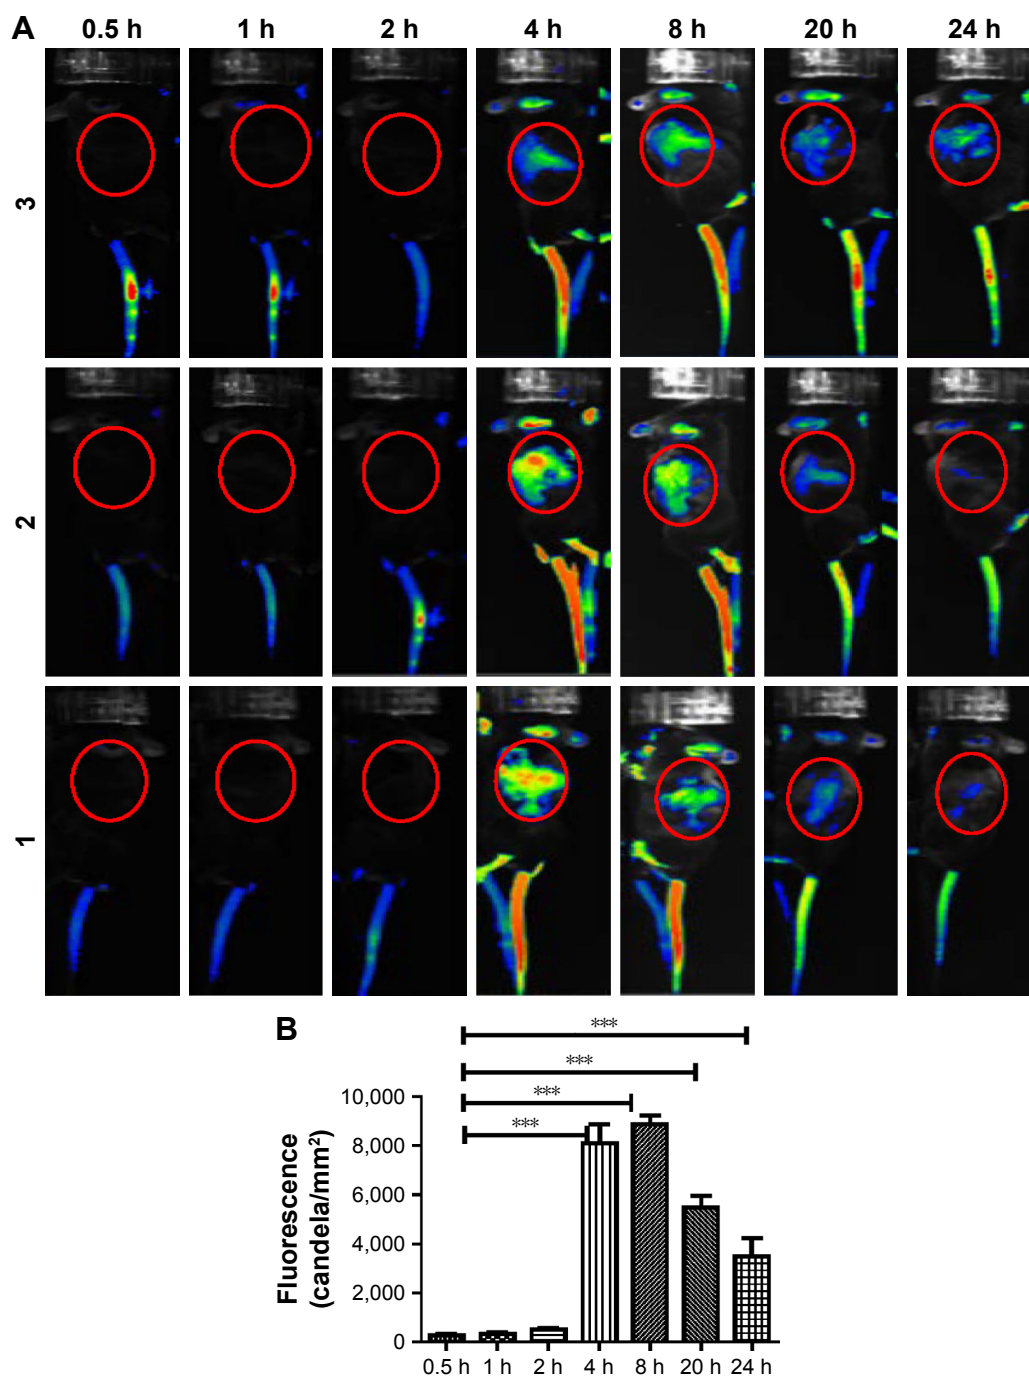 A
0.5 h 1 h 2 h 4 h 8 h 20 h 24 h
3
2
1
B
***
***
***
***
Fluorescence
(candela/mm²)
10,000
8,000
6,000
4,000
2,000
0
0.5 h 1 h 2 h 4 h 8 h 20 h 24 h